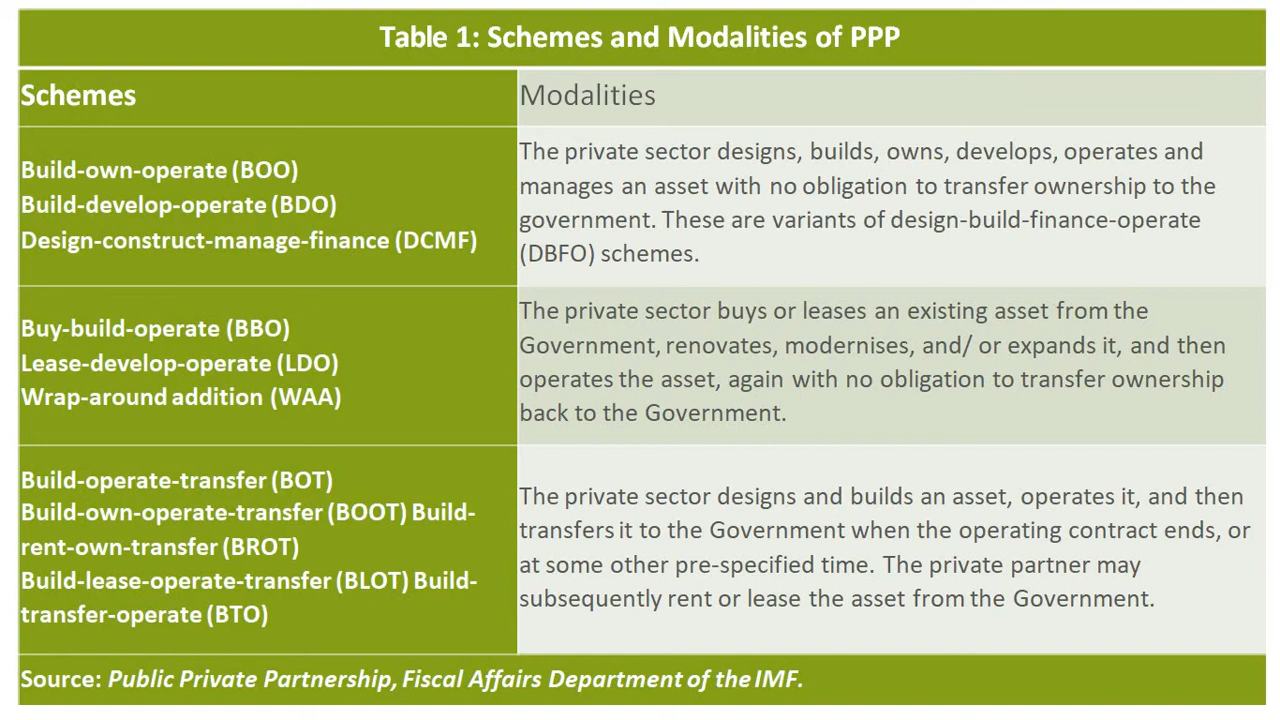 Table 1: Schemes and Modalities of PPP
Schemes
Modalities
Build-own-operate (BOO)
Build-develop-operate (BDO)
Design-construct-manage-finance (DCMF)
The private sector designs, builds, owns, develops, operates and
manages an asset with no obligation to transfer ownership to the
government. These are variants of design-build-finance-operate
(DBFO) schemes.
Buy-build-operate (BBO)
Lease-develop-operate (LDO)
Wrap-around addition (WAA)
The private sector buys or leases an existing asset from the
Government, renovates, modernises, and/ or expands it, and then
operates the asset, again with no obligation to transfer ownership
back to the Government.
Build-operate-transfer (BOT)
Build-own-operate-transfer (BOOT) Build-
rent-own-transfer (BROT)
Build-lease-operate-transfer (BLOT) Build-
transfer-operate (BTO)
The private sector designs and builds an asset, operates it, and then
transfers it to the Government when the operating contract ends, or
at some other pre-specified time. The private partner may
subsequently rent or lease the asset from the Government.
Source: Public Private Partnership, Fiscal Affairs Department of the IMF.